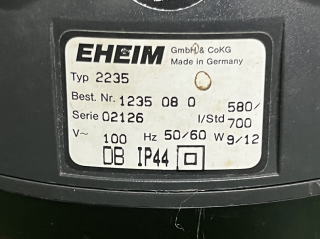 EHEIM GmbH & CoKG
Made in Germany
Typ 2235
Best. Nr. 1235 08 0
580/
Serie 02126 l/Std 700
V~ 100 Hz 50/60 W 9/12
DB IP44